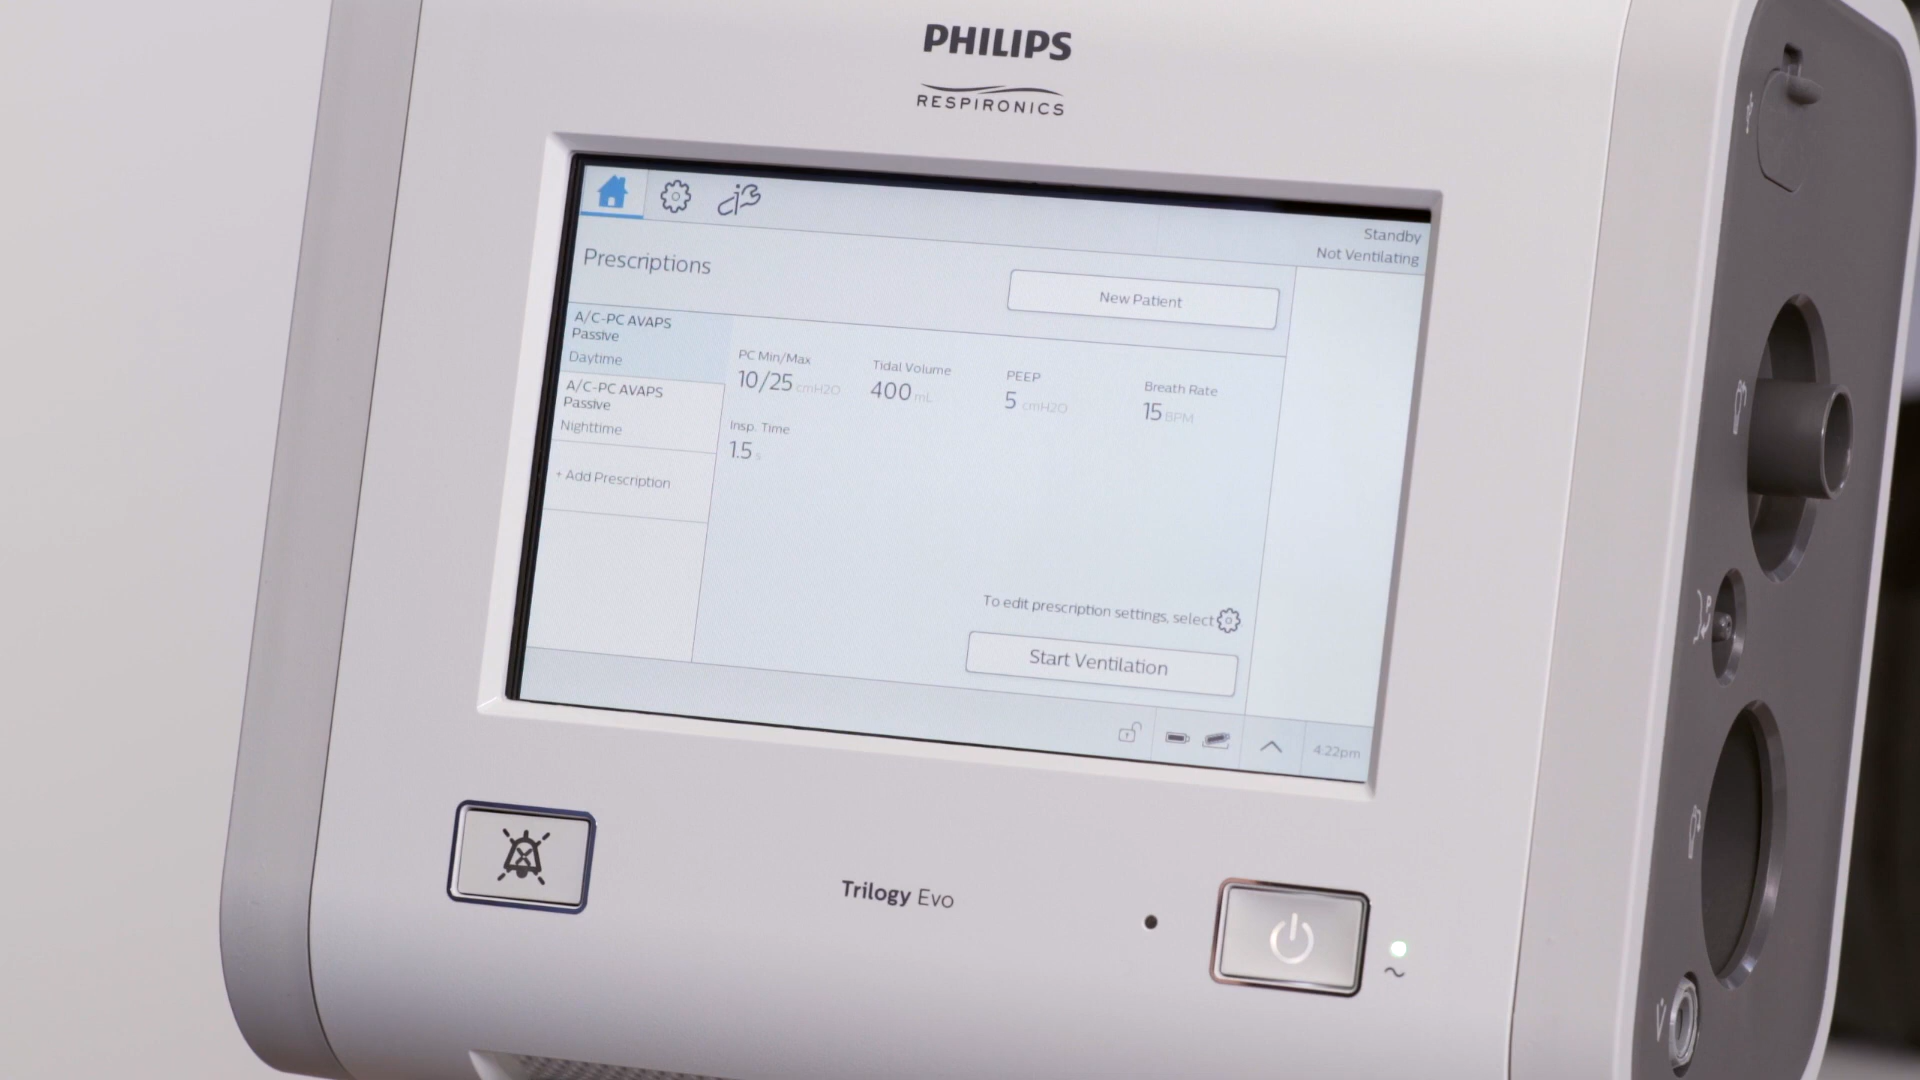 PHILIPS
RESPIRONICS
Standby
Not Ventilating
Prescriptions
New Patient
A/C-PC AVAPS
Passive
Daytime
A/C-PC AVAPS
Passive
Nighttime
+ Add Prescription
PC Min/Max
10/25 cmH2O
Tidal Volume
400 mL
PEEP
5 cmH2O
Breath Rate
15 BPM
Insp. Time
1.5 s
To edit prescription settings, select
Start Ventilation
4:22pm
Trilogy Evo